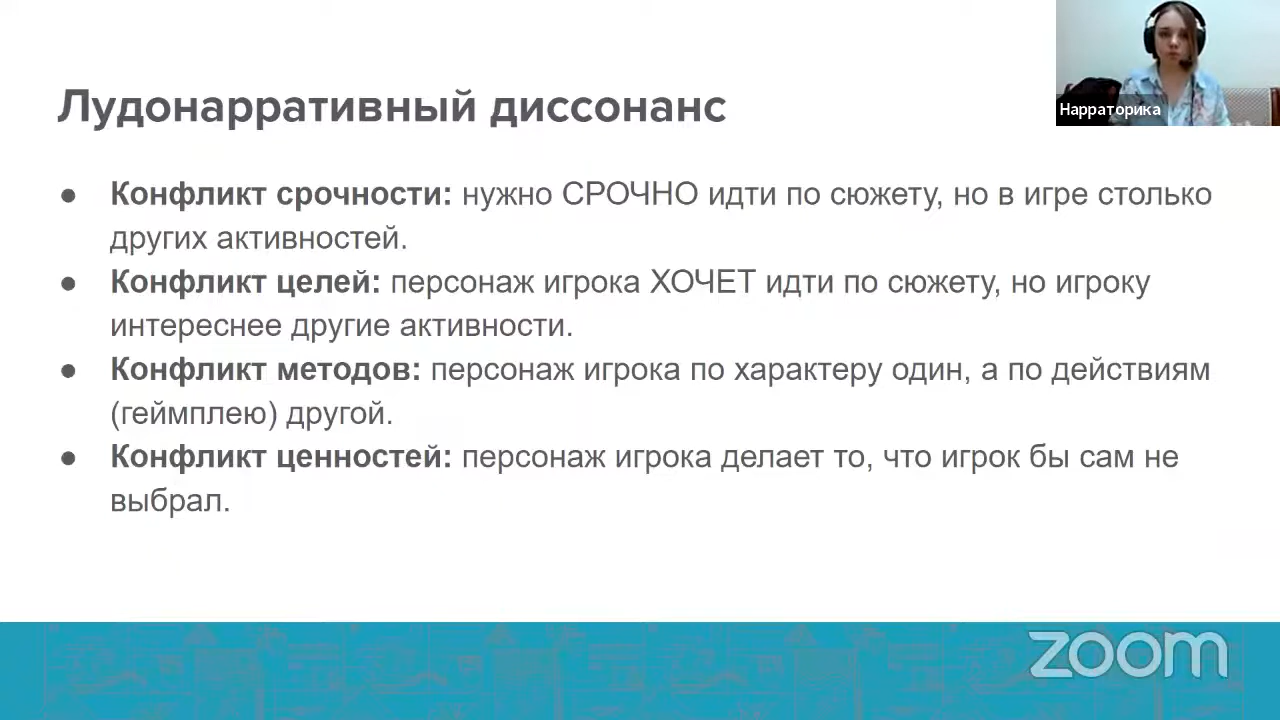 Нарраторика
Лудонарративный диссонанс
● Конфликт срочности: нужно СРОЧНО идти по сюжету, но в игре столько
других активностей.
● Конфликт целей: персонаж игрока ХОЧЕТ идти по сюжету, но игроку
интереснее другие активности.
● Конфликт методов: персонаж игрока по характеру один, а по действиям
(геймплею) другой.
● Конфликт ценностей: персонаж игрока делает то, что игрок бы сам не
выбрал.
zoom